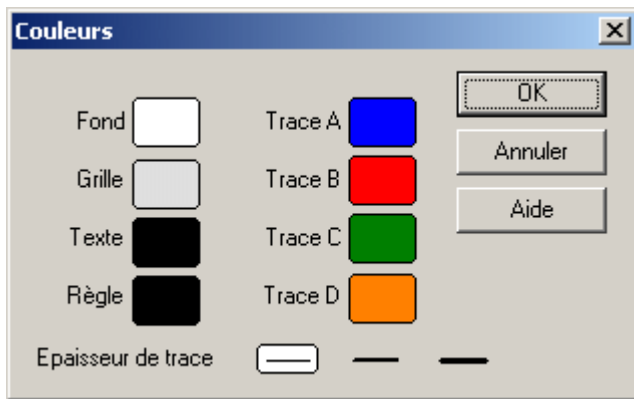 Couleurs
Fond
Trace A
OK
Grille
Trace B
Annuler
Texte
Trace C
Aide
Règle
Trace D
Epaisseur de trace